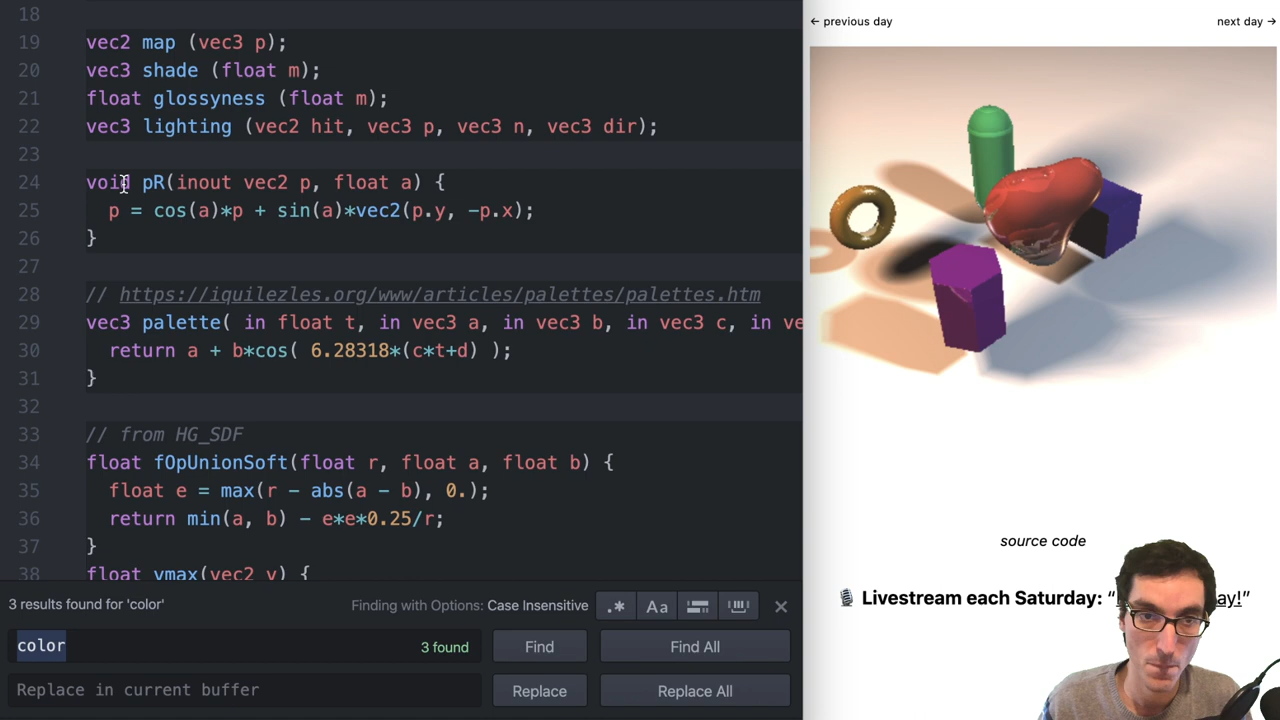 18
19 vec2 map (vec3 p);
20 vec3 shade (float m);
21 float glossyness (float m);
22 vec3 lighting (vec2 hit, vec3 p, vec3 n, vec3 dir);
23
24 void pR(inout vec2 p, float a) {
25 p = cos(a)*p + sin(a)*vec2(p.y, -p.x);
26 }
27
28 // https://iquilezles.org/www/articles/palettes/palettes.htm
29 vec3 palette( in float t, in vec3 a, in vec3 b, in vec3 c, in ve
30 return a + b*cos( 6.28318*(c*t+d) );
31 }
32
33 // from HG_SDF
34 float fOpUnionSoft(float r, float a, float b) {
35 float e = max(r - abs(a - b), 0.);
36 return min(a, b) - e*e*0.25/r;
37 }
38 float vmax(vec2 v) {
3 results found for 'color'
Finding with Options: Case Insensitive
.* Aa
color
3 found
Find
Find All
Replace in current buffer
Replace
Replace All
← previous day
next day →
source code
🎙 Livestream each Saturday: “ ay!”